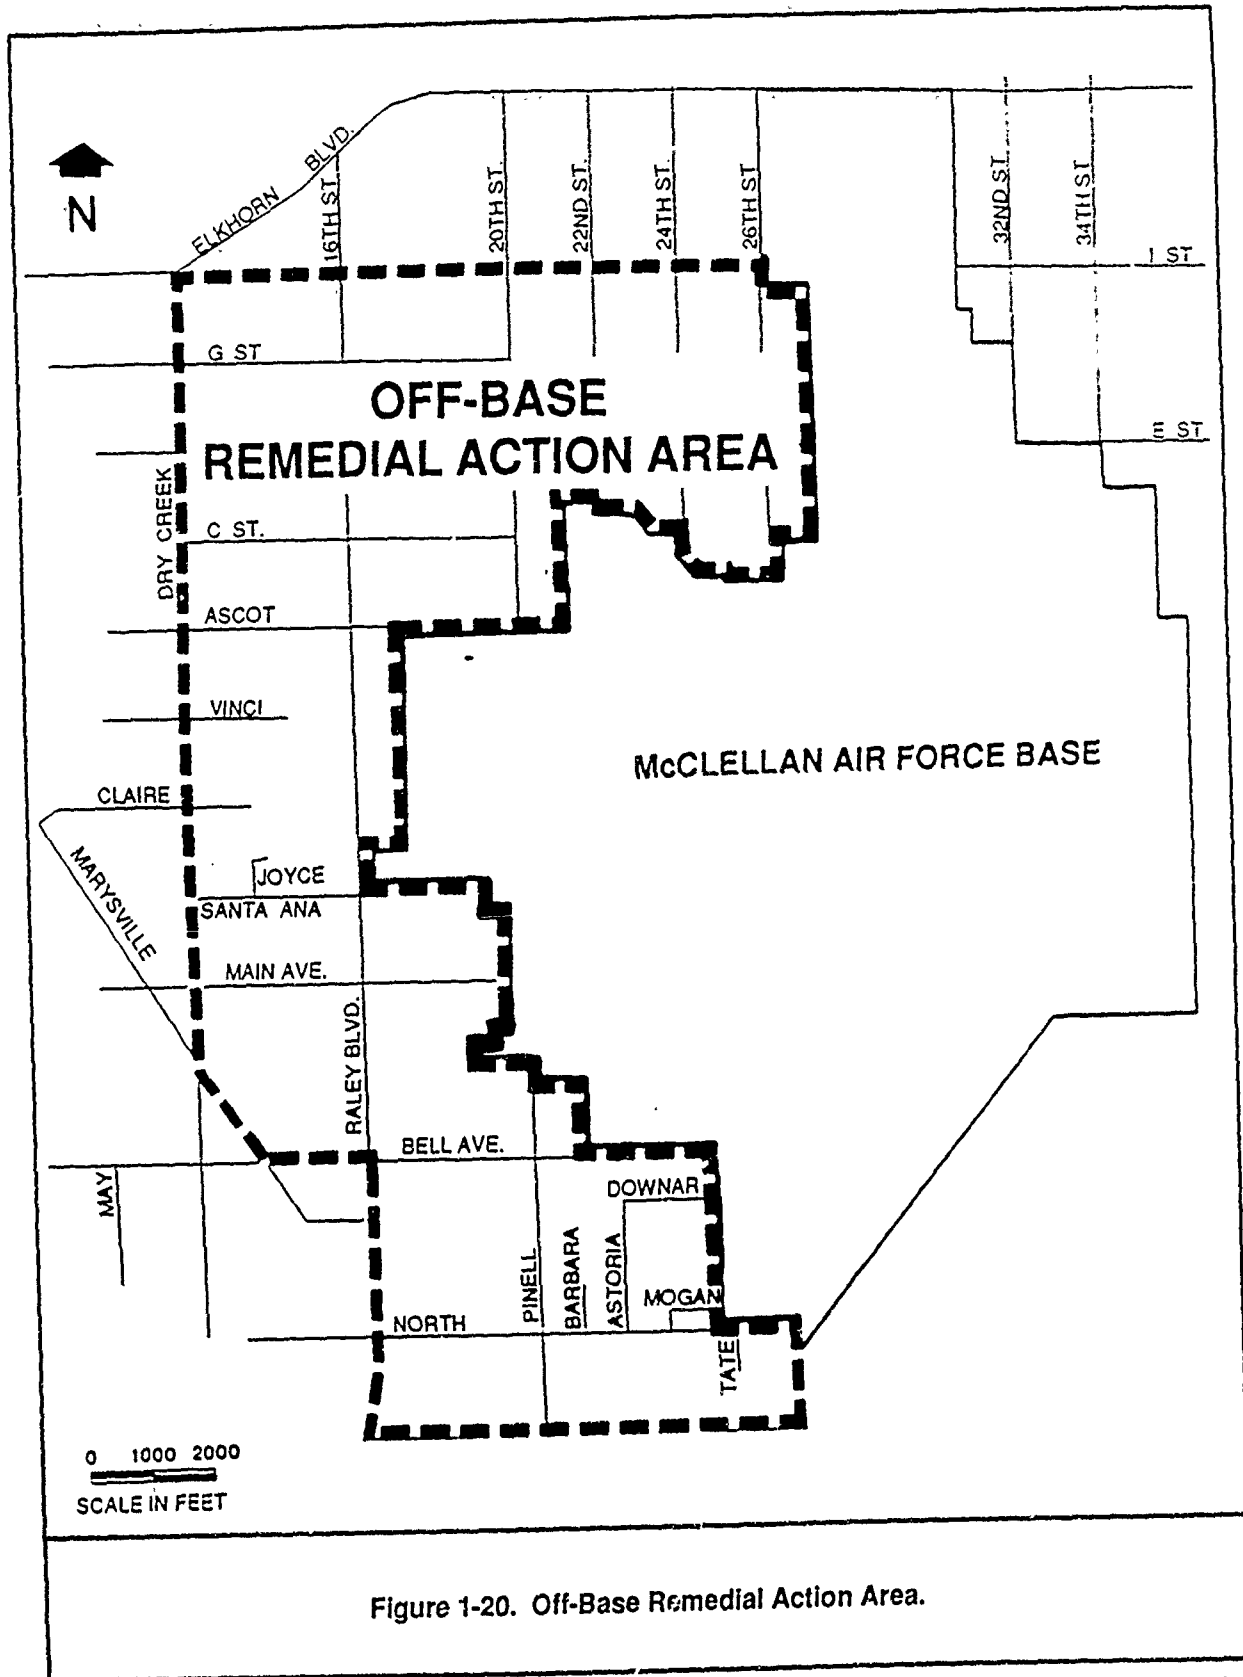 ELKHORN BLVD.
N
16TH ST.
20TH ST.
22ND ST.
24TH ST.
26TH ST.
32ND ST.
34TH ST.
I ST
G ST
E ST
OFF-BASE
REMEDIAL ACTION AREA
DRY CREEK
C ST.
ASCOT
VINCI
McCLELLAN AIR FORCE BASE
CLAIRE
MARYSVILLE
JOYCE
SANTA ANA
MAIN AVE.
RALEY BLVD.
BELL AVE.
MAY
DOWNAR
PINELL
BARBARA
ASTORIA
MOGAN
NORTH
TATE
0 1000 2000
SCALE IN FEET
Figure 1-20. Off-Base Remedial Action Area.